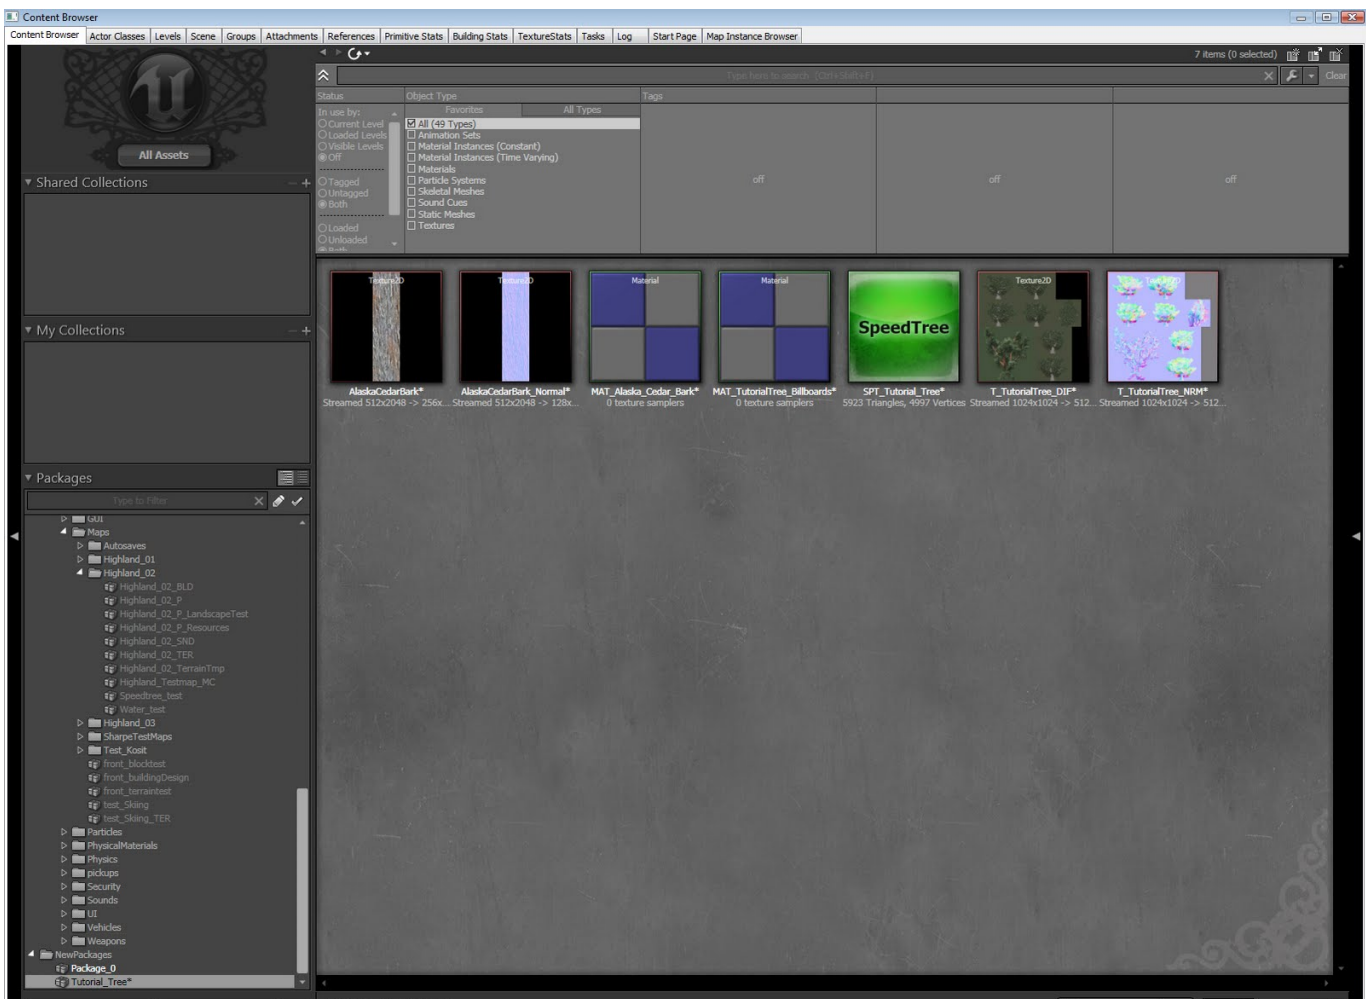 Content Browser
Content Browser Actor Classes Levels Scene Groups Attachments References Primitive Stats Building Stats TextureStats Tasks Log Start Page Map Instance Browser
7 items (0 selected)
Type here to search (Ctrl+Shift+F)
Clear
Status Object Type Tags
In use by: Favorites All Types
Current Level All (49 Types)
Loaded Levels Animation Sets
Visible Levels Material Instances (Constant)
Off Material Instances (Time Varying)
Materials
Tagged Particle Systems off off off
Untagged Skeletal Meshes
Both Sound Cues
Static Meshes
Loaded Textures
Unloaded
Both
All Assets
Shared Collections
My Collections
Packages
Type to Filter
GUI
Maps
Autosaves
Highland_01
Highland_02
Highland_02_BLD
Highland_02_P
Highland_02_P_LandscapeTest
Highland_02_P_Resources
Highland_02_SND
Highland_02_TER
Highland_02_TerrainTmp
Highland_Testmap_MC
Speedtree_test
Water_test
Highland_03
SharpeTestMaps
Test_Kosit
front_blocktest
front_buildingDesign
front_terraintest
test_Skiing
test_Skiing_TER
Particles
PhysicalMaterials
Physics
pickups
Security
Sounds
UI
Vehicles
Weapons
NewPackages
Package_0
Tutorial_Tree*
Texture2D Texture2D Material Material Texture2D Texture2D
SpeedTree
AlaskaCedarBark* AlaskaCedarBark_Normal* MAT_Alaska_Cedar_Bark* MAT_TutorialTree_Billboards* SPT_Tutorial_Tree* T_TutorialTree_DIF* T_TutorialTree_NRM*
Streamed 512x2048 -> 256x... Streamed 512x2048 -> 128x... 0 texture samplers 0 texture samplers 5923 Triangles, 4997 Vertices Streamed 1024x1024 -> 512... Streamed 1024x1024 -> 512...